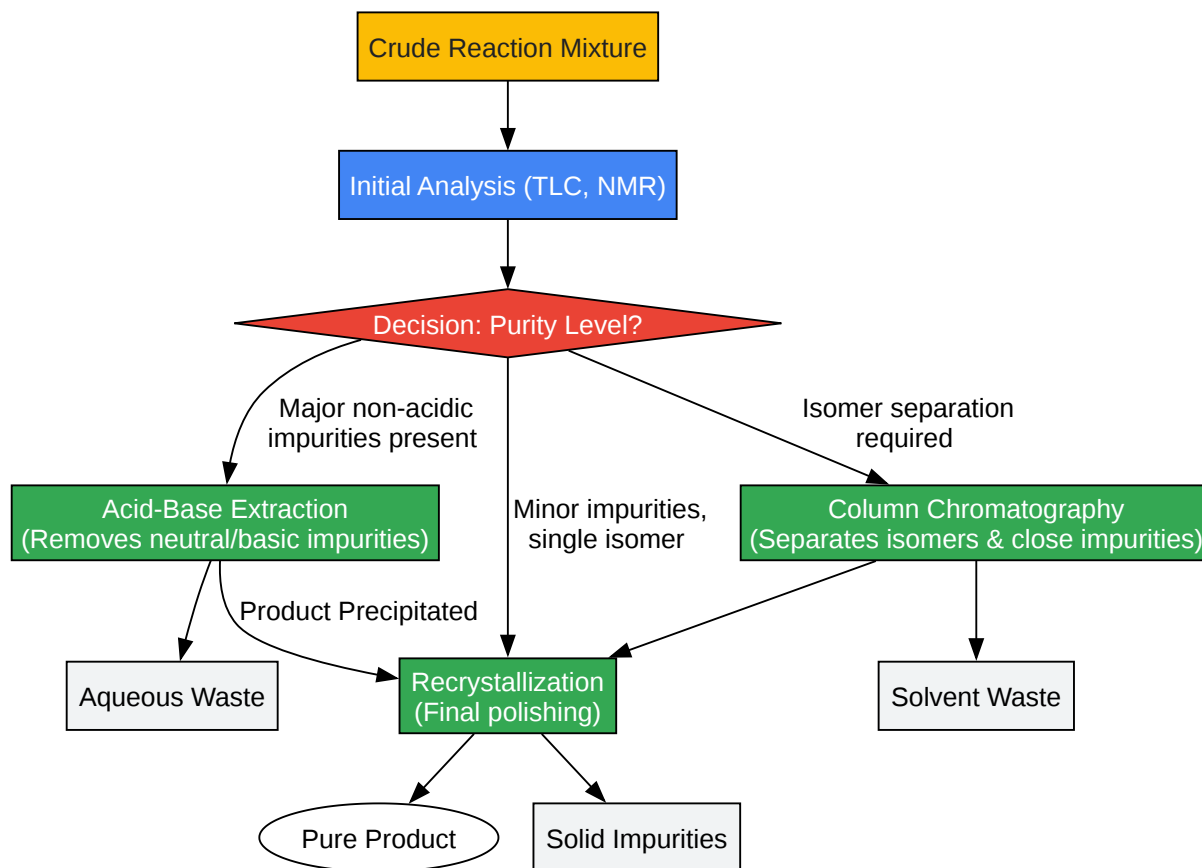 Crude Reaction Mixture
Initial Analysis (TLC, NMR)
Decision: Purity Level?
Major non-acidic
impurities present
Isomer separation
required
Acid-Base Extraction
(Removes neutral/basic impurities)
Minor impurities,
single isomer
Column Chromatography
(Separates isomers & close impurities)
Product Precipitated
Aqueous Waste
Recrystallization
(Final polishing)
Solvent Waste
Pure Product
Solid Impurities